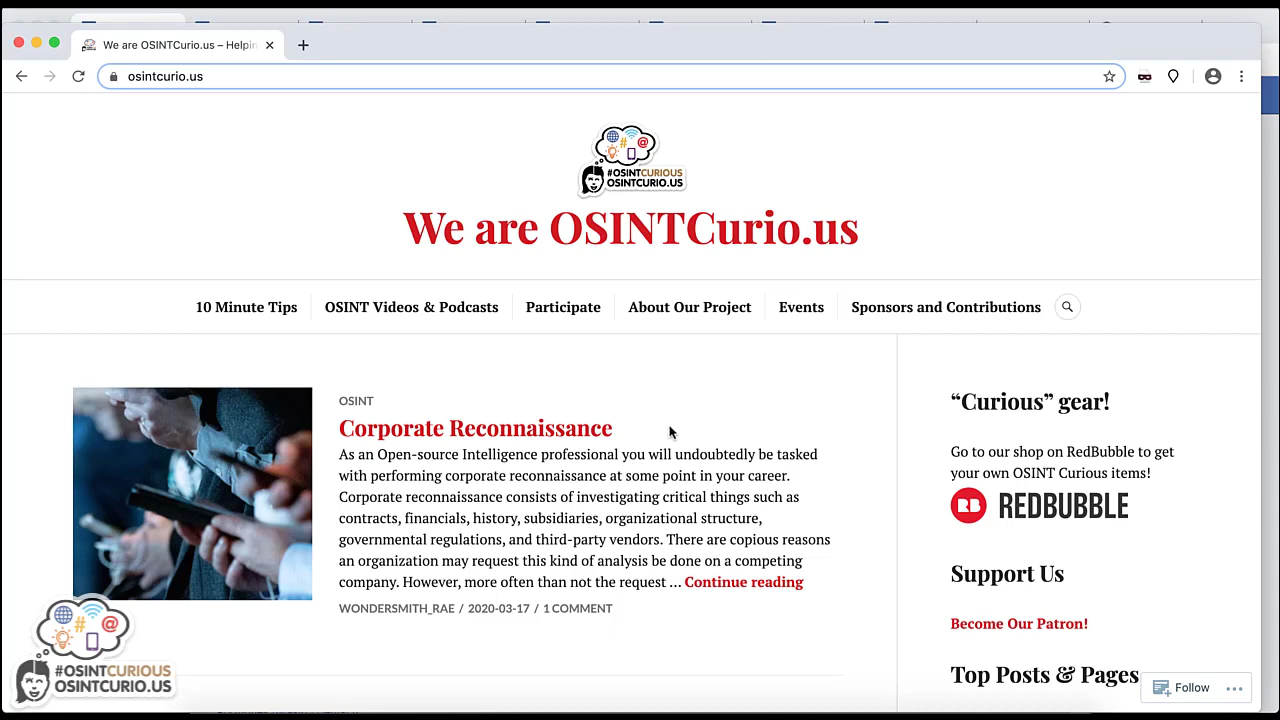 We are OSINTCurio.us – Helpin
osintcurio.us
#OSINTCURIOUS
OSINTCURIO.US
We are OSINTCurio.us
10 Minute Tips
OSINT Videos & Podcasts
Participate
About Our Project
Events
Sponsors and Contributions
OSINT
Corporate Reconnaissance
As an Open-source Intelligence professional you will undoubtedly be tasked
with performing corporate reconnaissance at some point in your career.
Corporate reconnaissance consists of investigating critical things such as
contracts, financials, history, subsidiaries, organizational structure,
governmental regulations, and third-party vendors. There are copious reasons
an organization may request this kind of analysis be done on a competing
company. However, more often than not the request … Continue reading
WONDERSMITH_RAE / 2020-03-17 / 1 COMMENT
“Curious” gear!
Go to our shop on RedBubble to get
your own OSINT Curious items!
RB REDBUBBLE
Support Us
Become Our Patron!
Top Posts & Pages
Follow
#OSINTCURIOUS
OSINTCURIO.US